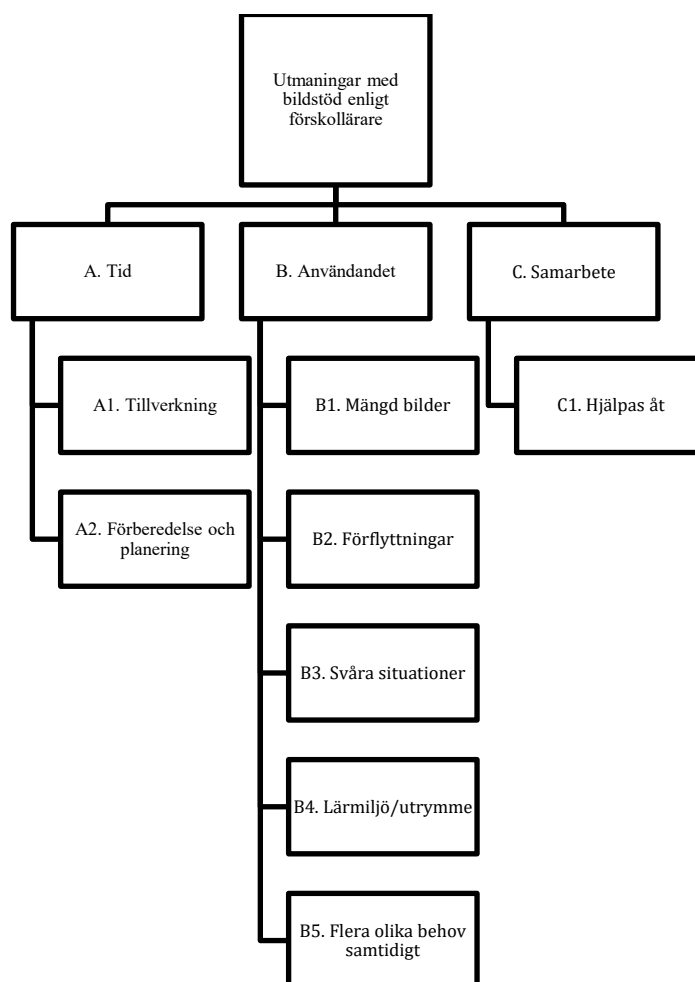 Utmaningar med
bildstöd enligt
förskollärare
A. Tid
B. Användandet
C. Samarbete
A1. Tillverkning
B1. Mängd bilder
C1. Hjälpas åt
A2. Förberedelse och
planering
B2. Förflyttningar
B3. Svåra situationer
B4. Lärmiljö/utrymme
B5. Flera olika behov
samtidigt